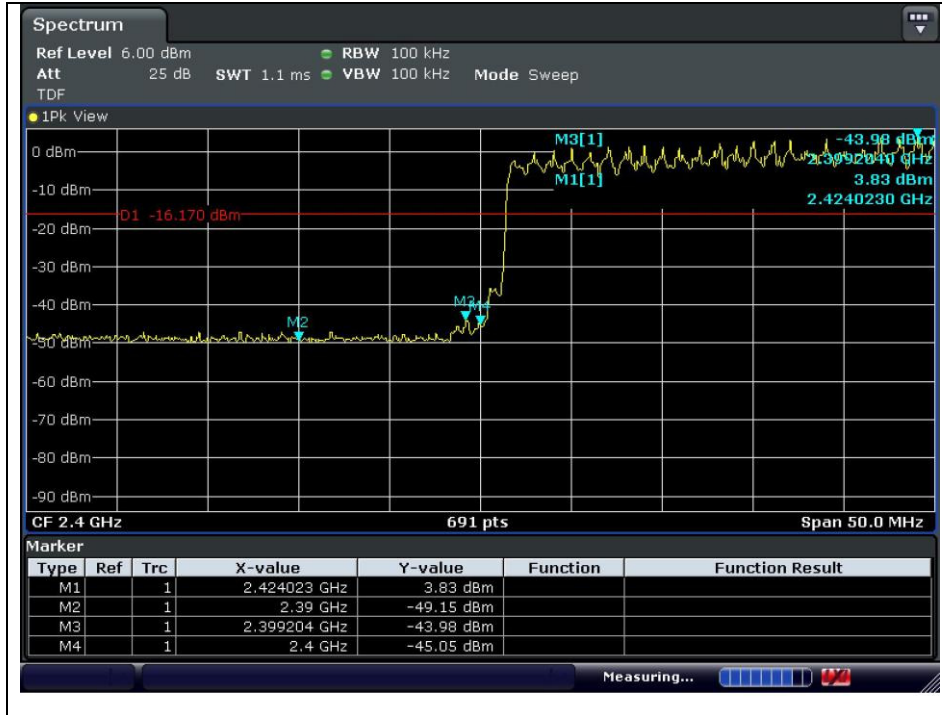 Spectrum
Ref Level 6.00 dBm RBW 100 kHz
Att 25 dB SWT 1.1 ms VBW 100 kHz Mode Sweep
TDF
1Pk View
M3[1] -43.98 dBm
2.3992040 GHz
M1[1] 3.83 dBm
2.4240230 GHz
0 dBm
-10 dBm
D1 -16.170 dBm
-20 dBm
-30 dBm
-40 dBm
M3 M4
M2
-50 dBm
-60 dBm
-70 dBm
-80 dBm
-90 dBm
CF 2.4 GHz 691 pts Span 50.0 MHz
Marker
Type Ref Trc X-value Y-value Function Function Result
M1 1 2.424023 GHz 3.83 dBm
M2 1 2.39 GHz -49.15 dBm
M3 1 2.399204 GHz -43.98 dBm
M4 1 2.4 GHz -45.05 dBm
Measuring...